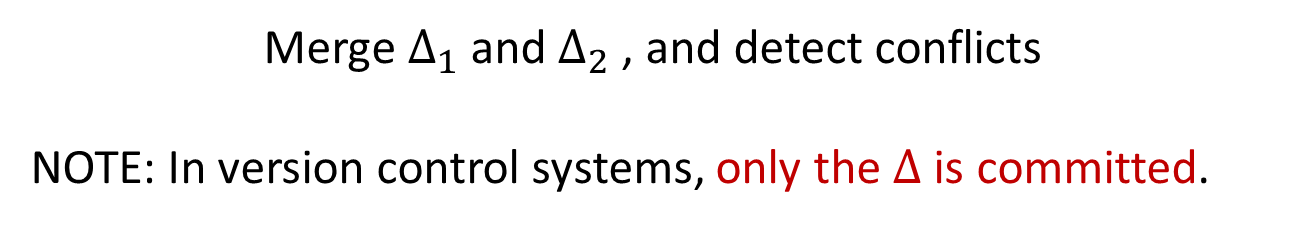 Merge Δ₁ and Δ₂ , and detect conflicts
NOTE: In version control systems, only the Δ is committed.